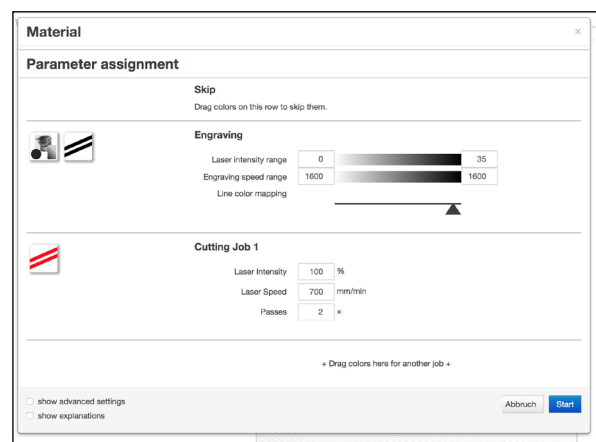 Material
×
Parameter assignment
Skip
Drag colors on this row to skip them.
Engraving
Laser intensity range 0 35
Engraving speed range 1600 1600
Line color mapping
Cutting Job 1
Laser Intensity 100 %
Laser Speed 700 mm/min
Passes 2 ×
+ Drag colors here for another job +
show advanced settings
show explanations
Abbruch Start